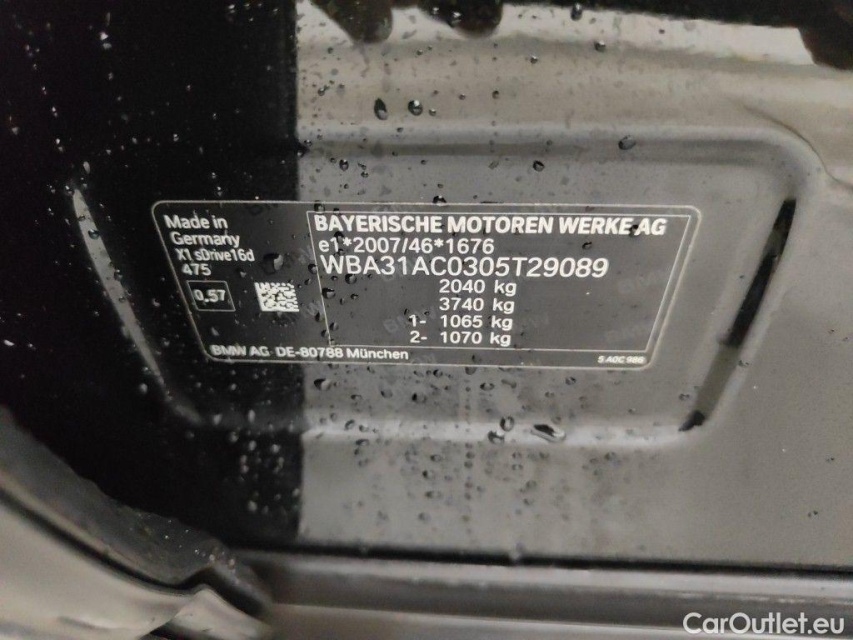 Made in
Germany
X1 sDrive16d
475
0,57
BAYERISCHE MOTOREN WERKE AG
e1*2007/46*1676
WBA31AC0305T29089
2040 kg
3740 kg
1- 1065 kg
2- 1070 kg
BMW AG DE-80788 München
CarOutlet.eu